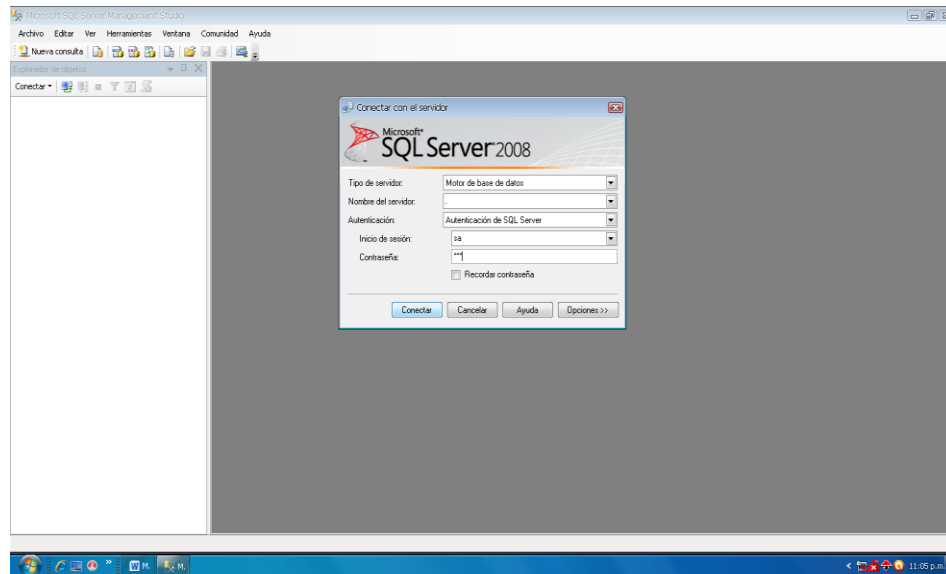 Microsoft SQL Server Management Studio
Archivo Editar Ver Herramientas Ventana Comunidad Ayuda
Nueva consulta
Explorador de objetos
Conectar
Conectar con el servidor
Microsoft®
SQL Server 2008
Tipo de servidor: Motor de base de datos
Nombre del servidor: .
Autenticación: Autenticación de SQL Server
Inicio de sesión: sa
Contraseña: ***
Recordar contraseña
Conectar Cancelar Ayuda Opciones >>
M. M. 11:05 p.m.